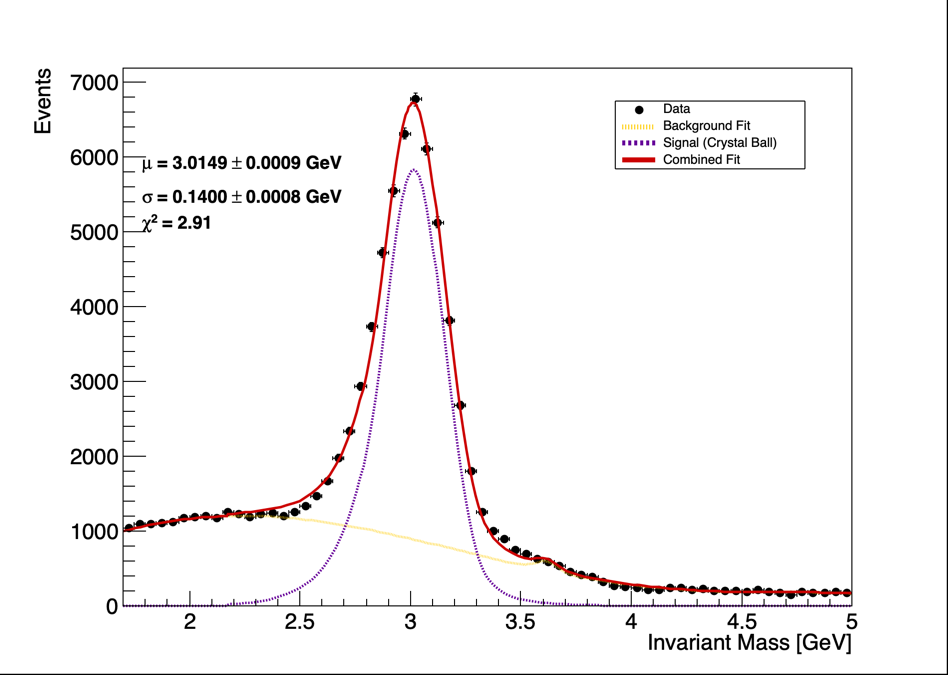 Events
7000
6000
5000
4000
3000
2000
1000
0
μ = 3.0149 ± 0.0009 GeV
σ = 0.1400 ± 0.0008 GeV
χ² = 2.91
Data
Background Fit
Signal (Crystal Ball)
Combined Fit
2 2.5 3 3.5 4 4.5 5
Invariant Mass [GeV]